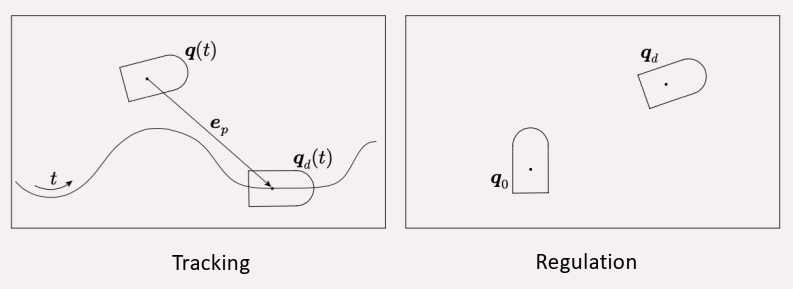 q(t)
e_p
q_d(t)
t
Tracking
q_d
q_0
Regulation